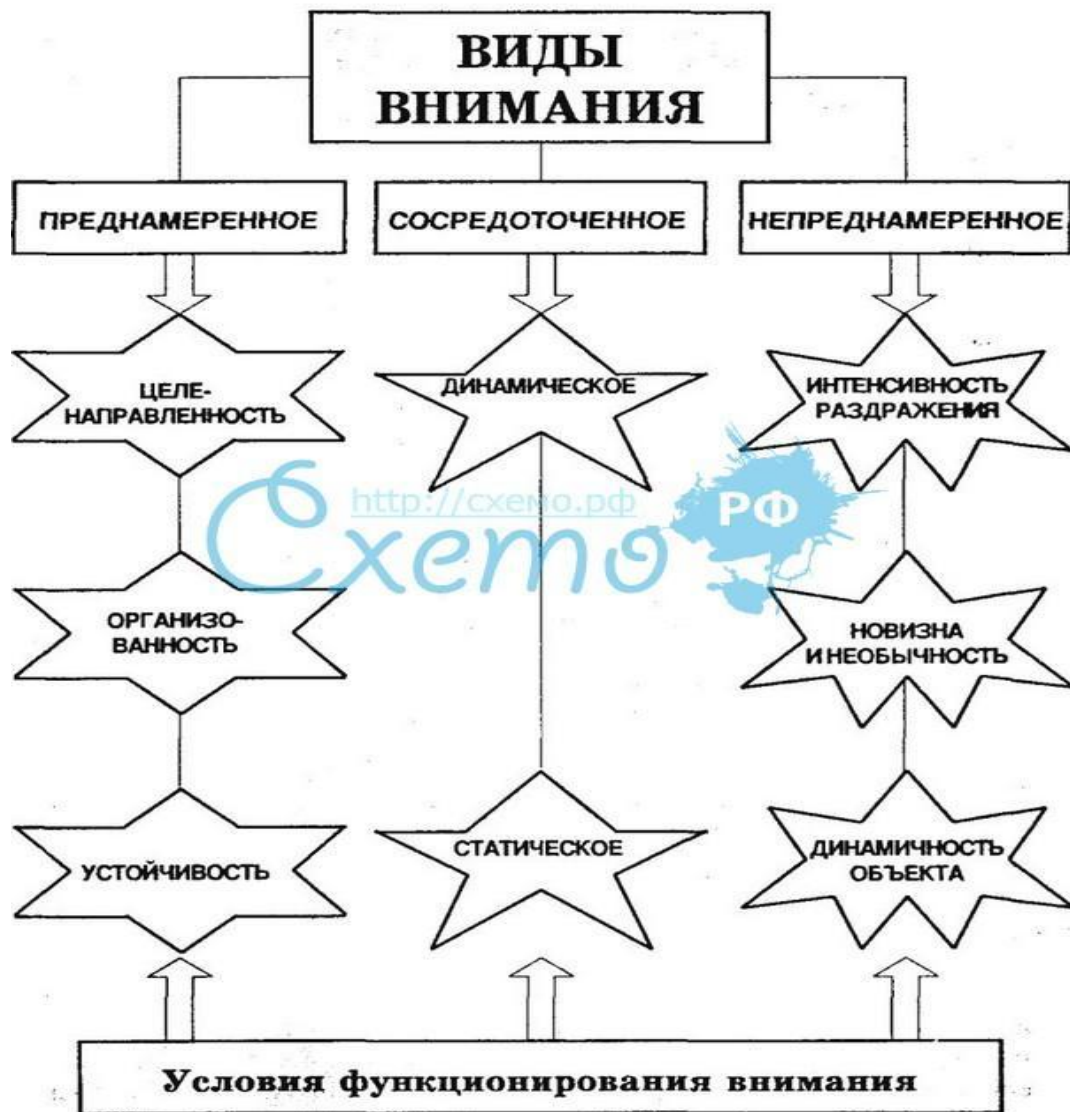 ВИДЫ
ВНИМАНИЯ
ПРЕДНАМЕРЕННОЕ
СОСРЕДОТОЧЕННОЕ
НЕПРЕДНАМЕРЕННОЕ
ЦЕЛЕ-
НАПРАВЛЕННОСТЬ
ДИНАМИЧЕСКОЕ
ИНТЕНСИВНОСТЬ
РАЗДРАЖЕНИЯ
http://схемо.рф
Схемо
РФ
ОРГАНИЗО-
ВАННОСТЬ
НОВИЗНА
И НЕОБЫЧНОСТЬ
УСТОЙЧИВОСТЬ
СТАТИЧЕСКОЕ
ДИНАМИЧНОСТЬ
ОБЪЕКТА
Условия функционирования внимания